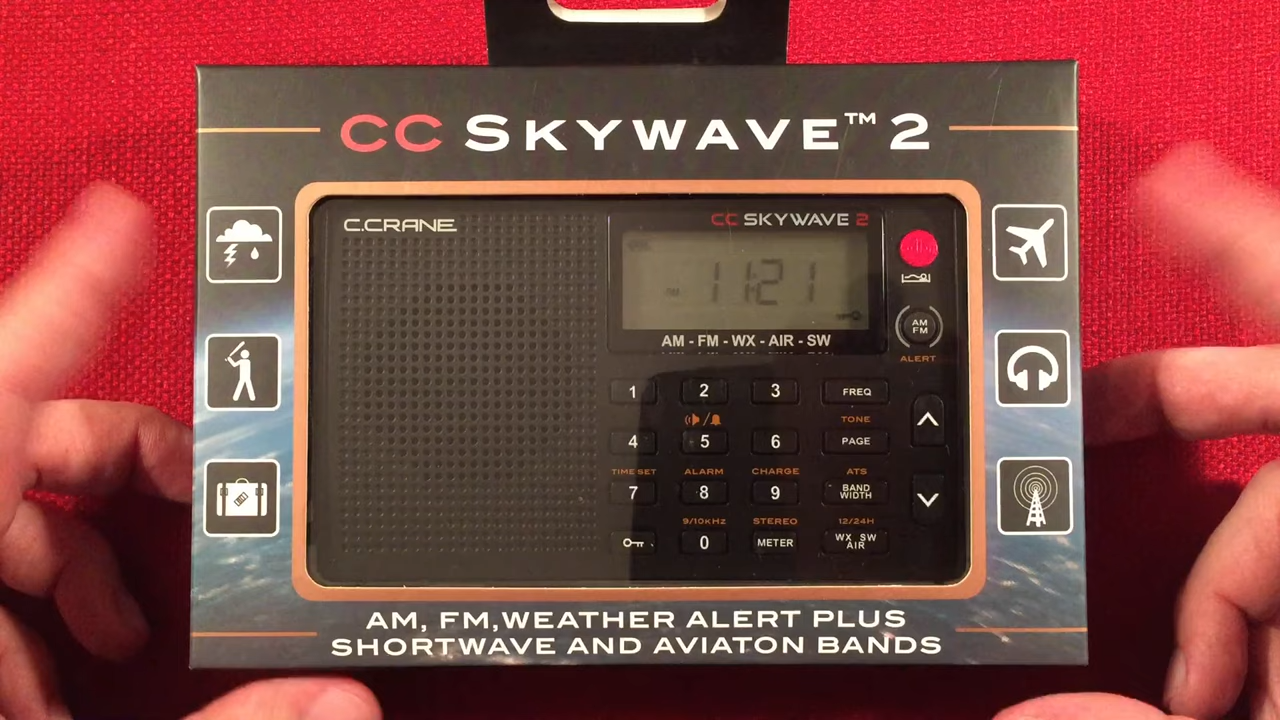 CC SKYWAVE™ 2
C.CRANE
CC SKYWAVE 2
11:21
AM - FM - WX - AIR - SW
AM
FM
ALERT
1 2 3 FREQ
TONE
4 5 6 PAGE
TIME SET ALARM CHARGE ATS
7 8 9 BAND
WIDTH
9/10KHz STEREO 12/24H
0 METER WX SW
AIR
AM, FM,WEATHER ALERT PLUS
SHORTWAVE AND AVIATON BANDS